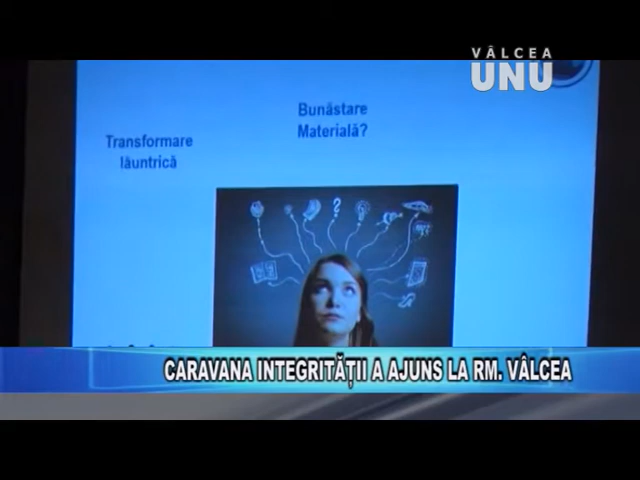 VÂLCEA
UNU
Bunăstare
Materială?
Transformare
lăuntrică
?
CARAVANA INTEGRITĂȚII A AJUNS LA RM. VÂLCEA